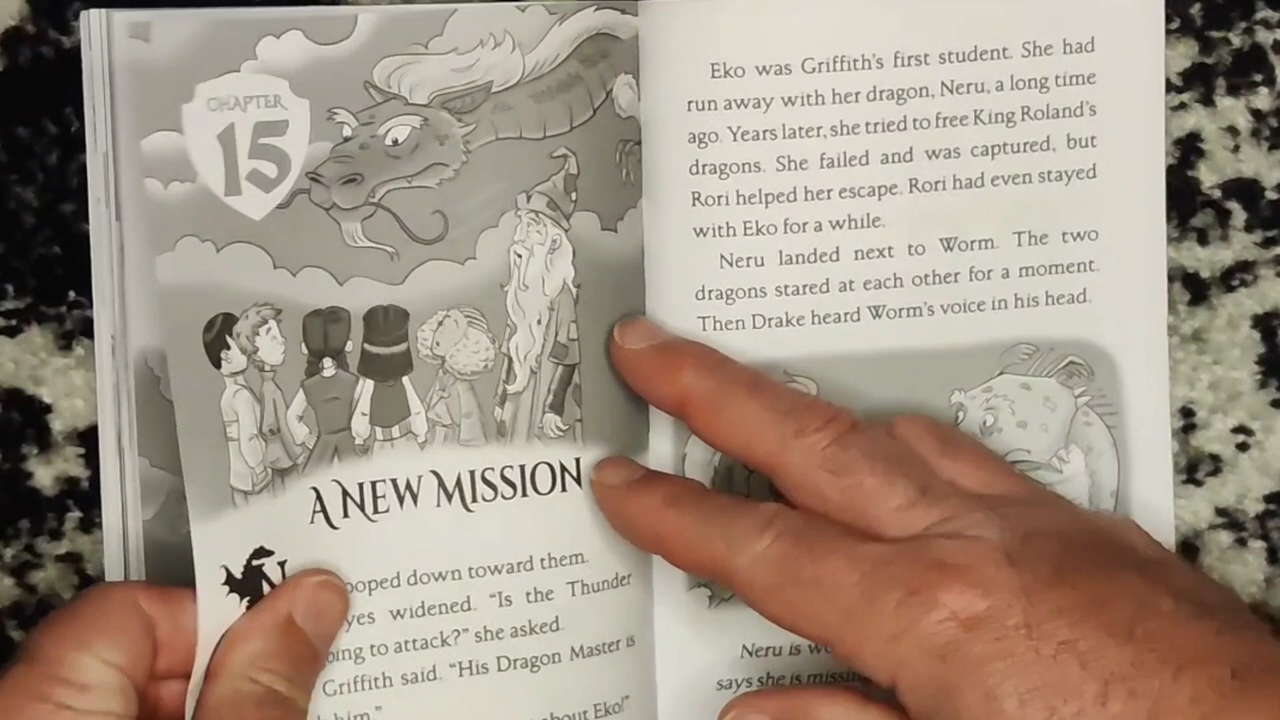 CHAPTER
15
A NEW MISSION
N ooped down toward them.
yes widened. "Is the Thunder
oing to attack?" she asked.
Griffith said. "His Dragon Master is
him."
about Eko!"
Eko was Griffith's first student. She had
run away with her dragon, Neru, a long time
ago. Years later, she tried to free King Roland's
dragons. She failed and was captured, but
Rori helped her escape. Rori had even stayed
with Eko for a while.
Neru landed next to Worm. The two
dragons stared at each other for a moment.
Then Drake heard Worm's voice in his head.
Neru is
says she is